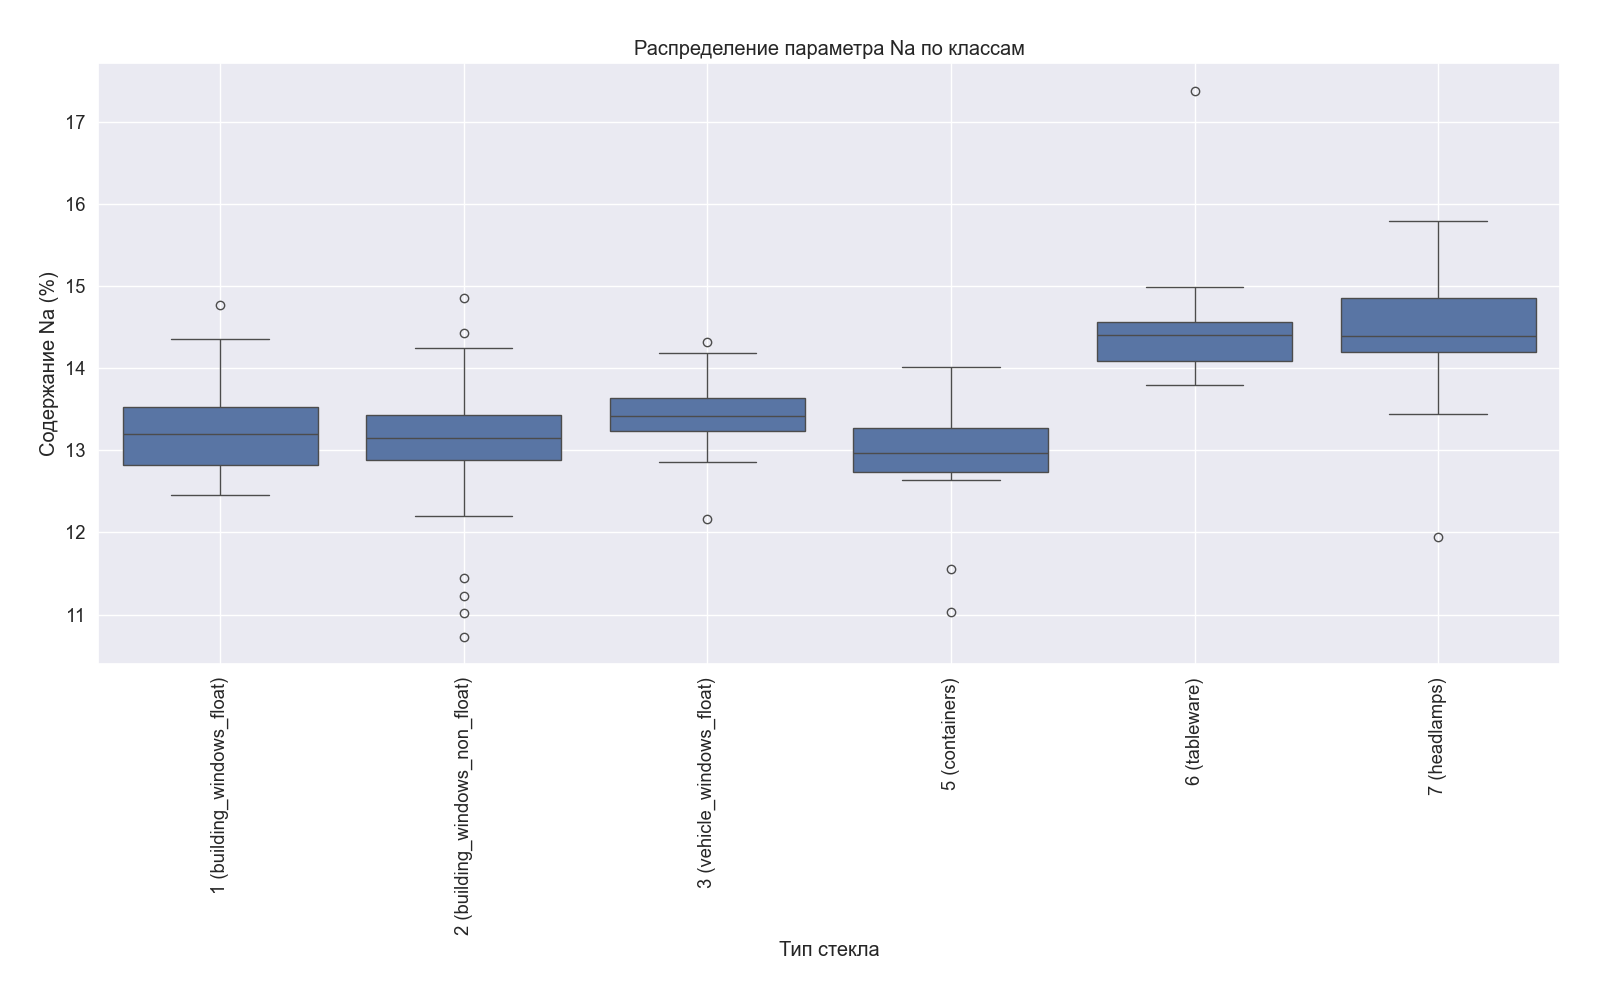 Распределение параметра Na по классам
Содержание Na (%)
17
16
15
14
13
12
11
1 (building_windows_float)
2 (building_windows_non_float)
3 (vehicle_windows_float)
5 (containers)
6 (tableware)
7 (headlamps)
Тип стекла